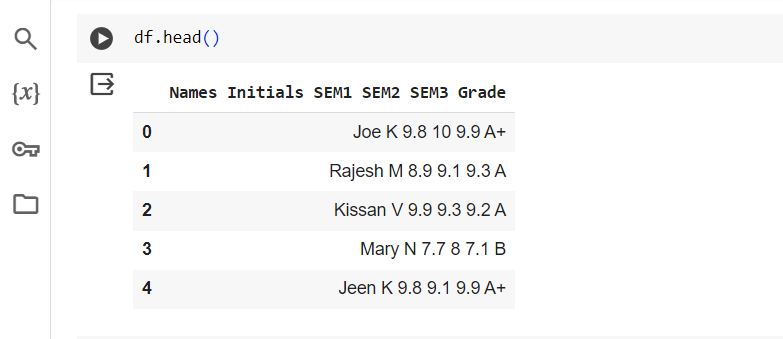 df.head()
{x}
Names Initials SEM1 SEM2 SEM3 Grade
0 Joe K 9.8 10 9.9 A+
1 Rajesh M 8.9 9.1 9.3 A
2 Kissan V 9.9 9.3 9.2 A
3 Mary N 7.7 8 7.1 B
4 Jeen K 9.8 9.1 9.9 A+